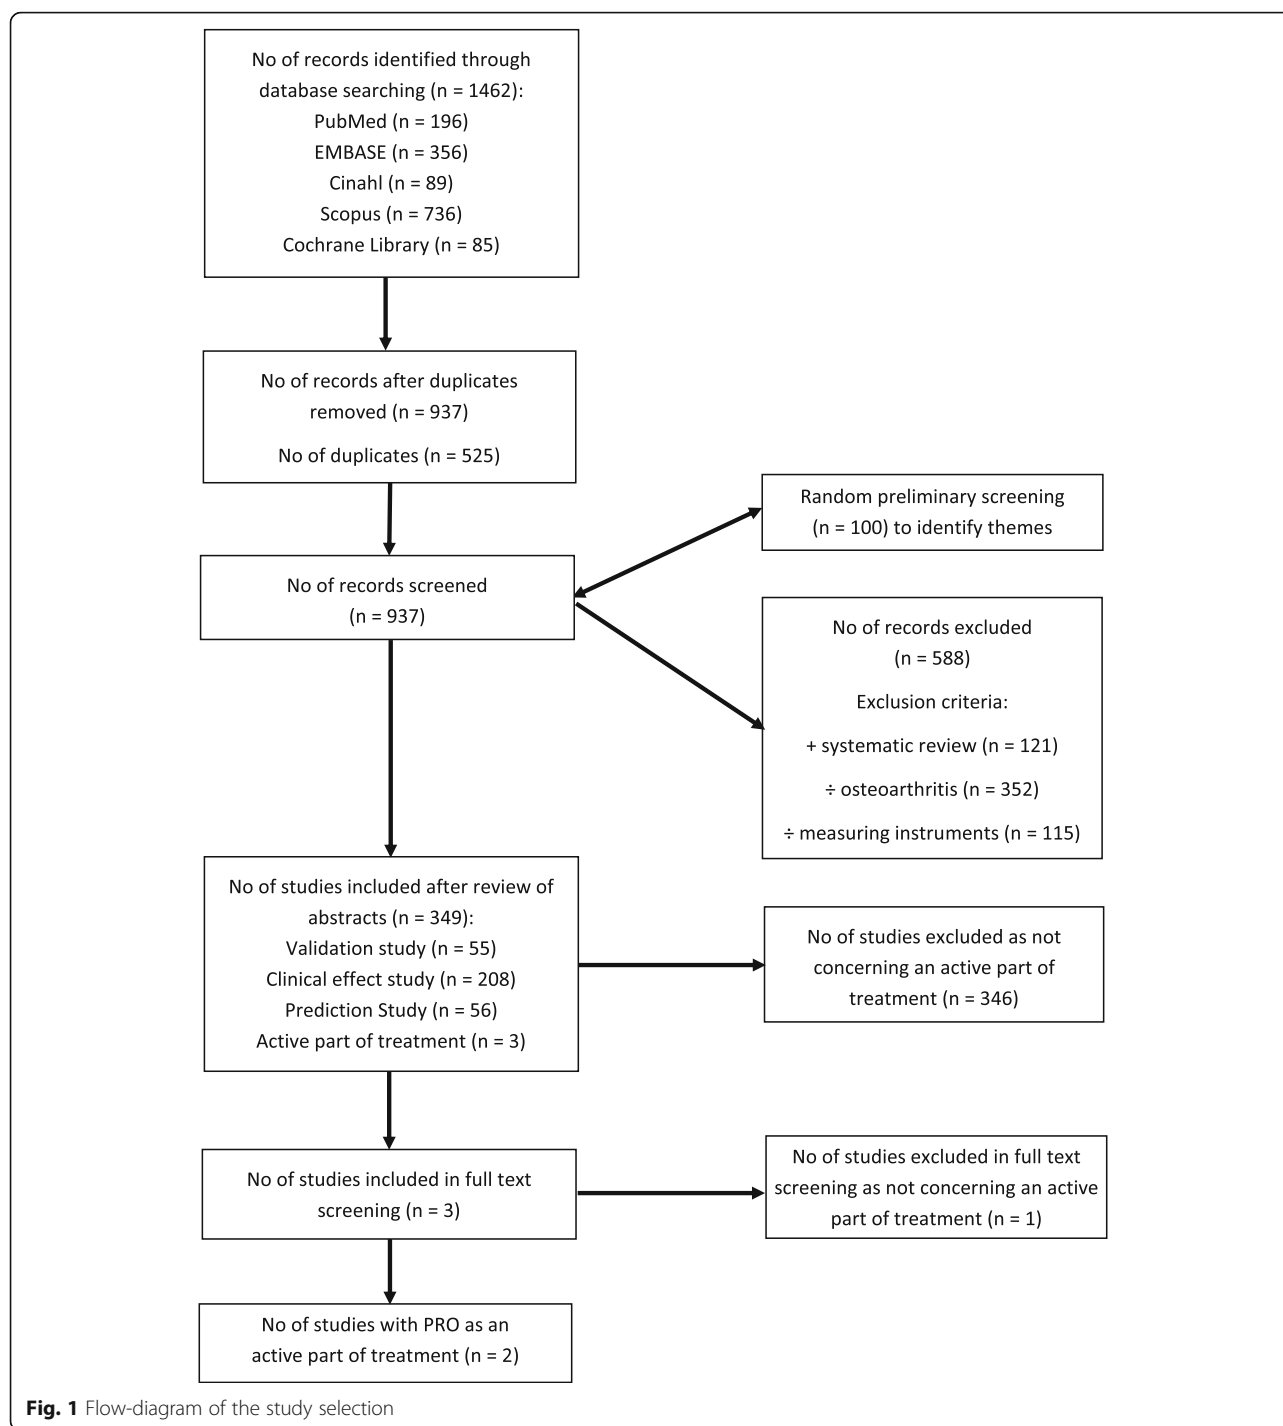 No of records identified through
database searching (n = 1462):
PubMed (n = 196)
EMBASE (n = 356)
Cinahl (n = 89)
Scopus (n = 736)
Cochrane Library (n = 85)
No of records after duplicates
removed (n = 937)
No of duplicates (n = 525)
Random preliminary screening
(n = 100) to identify themes
No of records screened
(n = 937)
No of records excluded
(n = 588)
Exclusion criteria:
+ systematic review (n = 121)
÷ osteoarthritis (n = 352)
÷ measuring instruments (n = 115)
No of studies included after review of
abstracts (n = 349):
Validation study (n = 55)
Clinical effect study (n = 208)
Prediction Study (n = 56)
Active part of treatment (n = 3)
No of studies excluded as not
concerning an active part of
treatment (n = 346)
No of studies included in full text
screening (n = 3)
No of studies excluded in full text
screening as not concerning an active
part of treatment (n = 1)
No of studies with PRO as an
active part of treatment (n = 2)
Fig. 1 Flow-diagram of the study selection